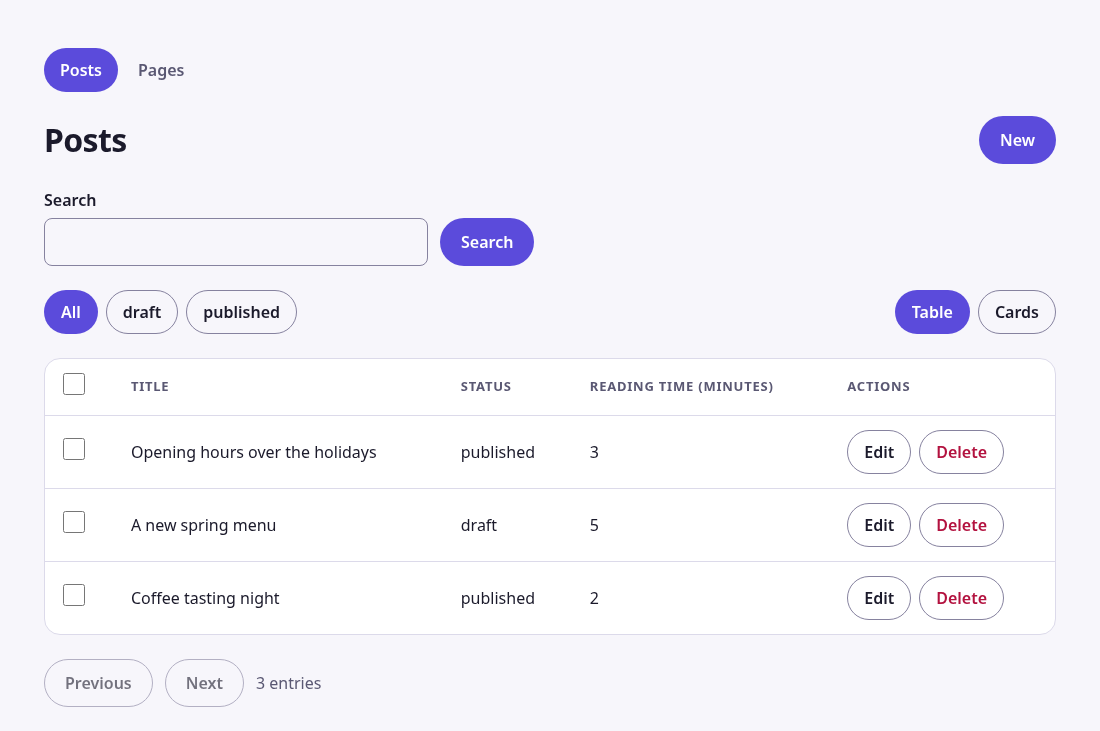 Posts Pages
Posts New
Search
Search
All draft published Table Cards
TITLE STATUS READING TIME (MINUTES) ACTIONS
Opening hours over the holidays published 3 Edit Delete
A new spring menu draft 5 Edit Delete
Coffee tasting night published 2 Edit Delete
Previous Next 3 entries